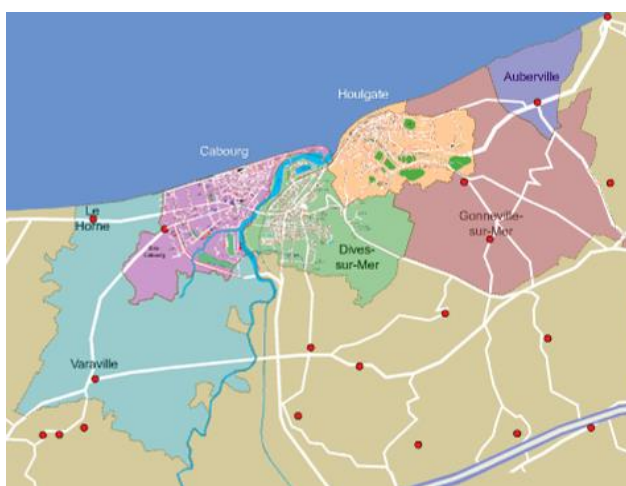 Auberville
Houlgate
Cabourg
Le
Home
Gonneville-
sur-Mer
Dives-
sur-Mer
Varaville